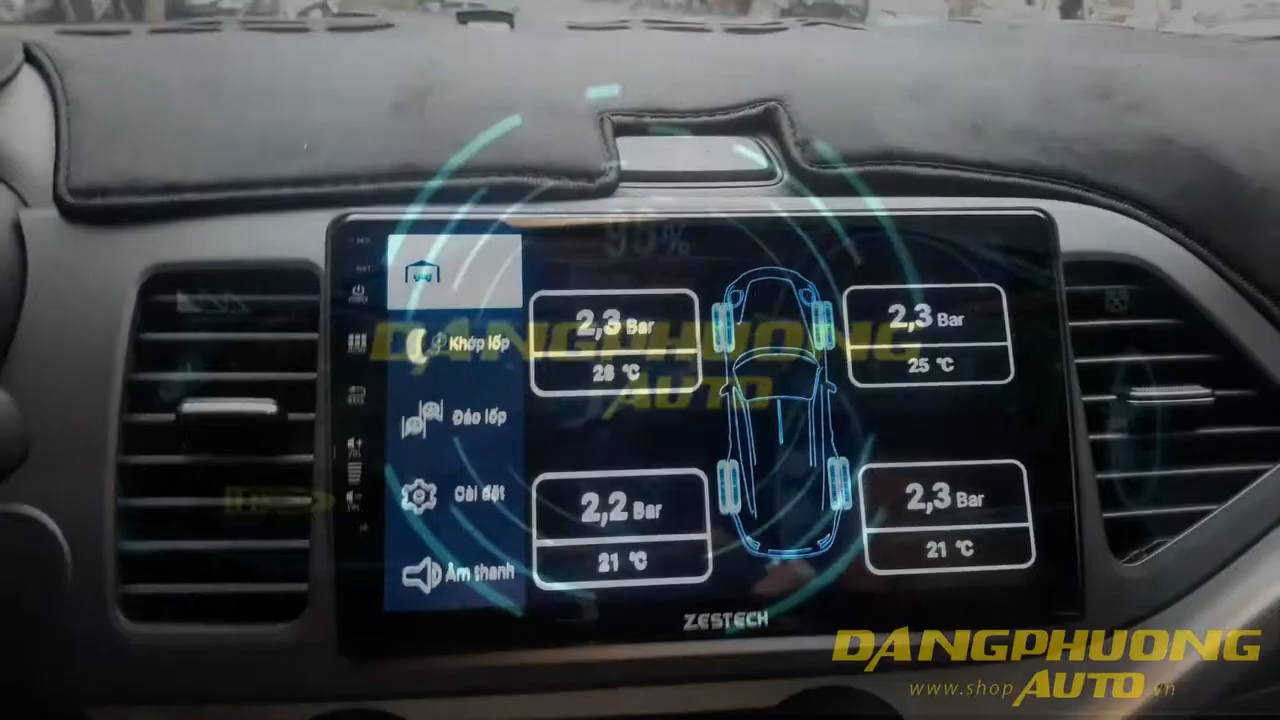 95%
2,3 Bar
28 °C
2,3 Bar
25 °C
Khớp lốp
Đảo lốp
Cài đặt
Âm thanh
2,2 Bar
21 °C
2,3 Bar
21 °C
ZESTECH
DANGPHUONG
AUTO
DANGPHUONG
www.shop AUTO.vn